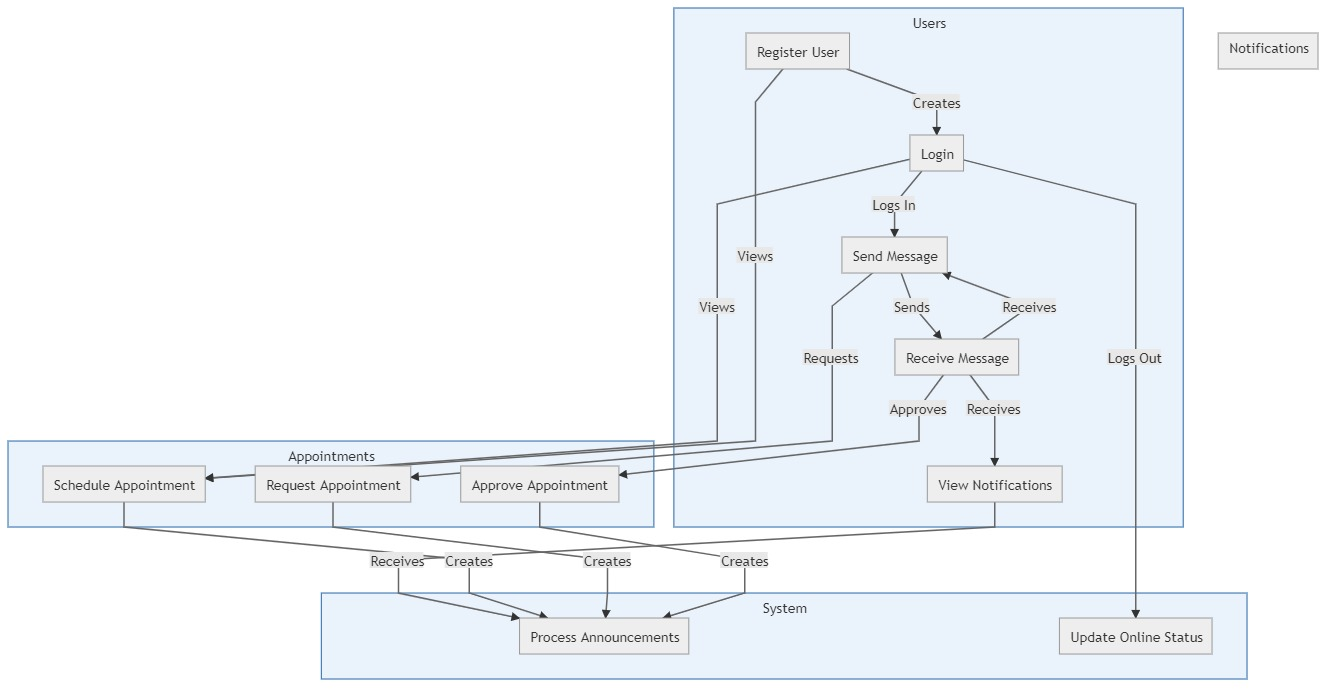 Users
Notifications
Register User
Creates
Login
Logs In
Views
Send Message
Views
Sends
Receives
Requests
Receive Message
Logs Out
Approves
Receives
Appointments
Schedule Appointment
Request Appointment
Approve Appointment
View Notifications
Receives
Creates
Creates
Creates
System
Process Announcements
Update Online Status